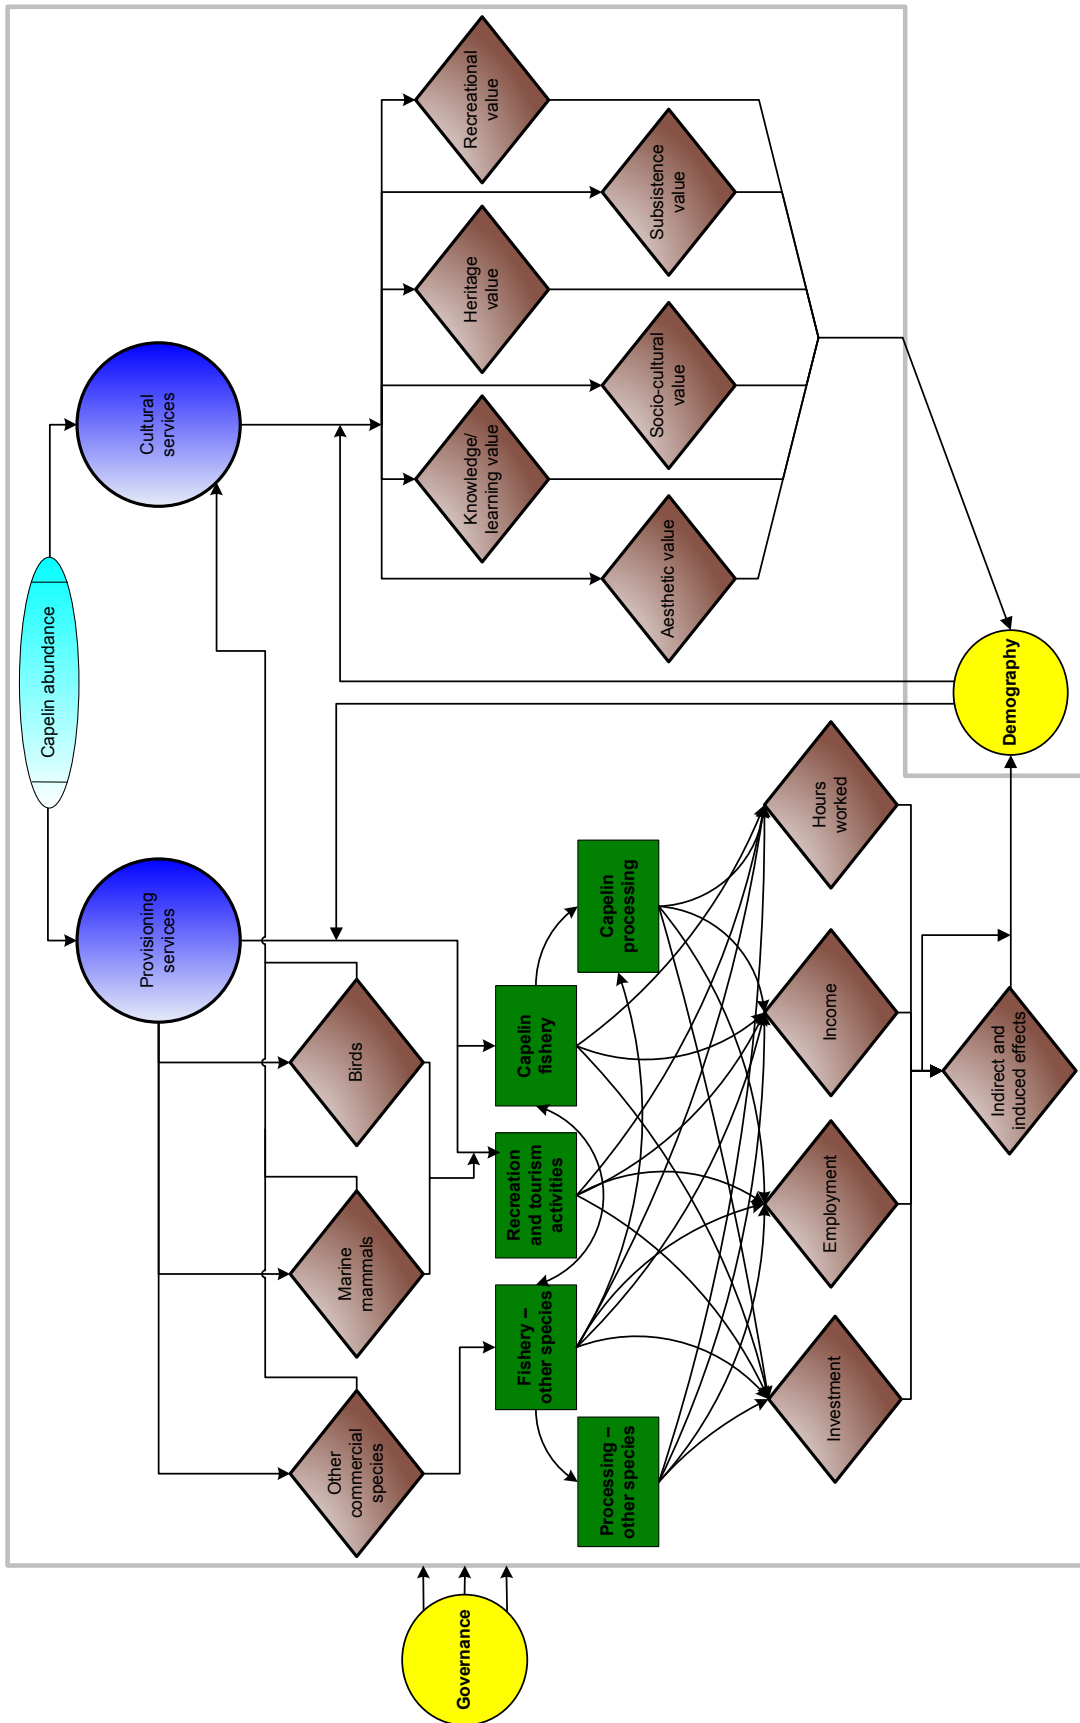 Capelin abundance
Provisioning
services
Cultural
services
Other
commercial
species
Marine
mammals
Birds
Knowledge/
learning value
Heritage
value
Recreational
value
Aesthetic value
Socio-cultural
value
Subsistence
value
Governance
Fishery –
other species
Recreation
and tourism
activities
Capelin
fishery
Processing –
other species
Capelin
processing
Investment
Employment
Income
Hours
worked
Indirect and
induced effects
Demography